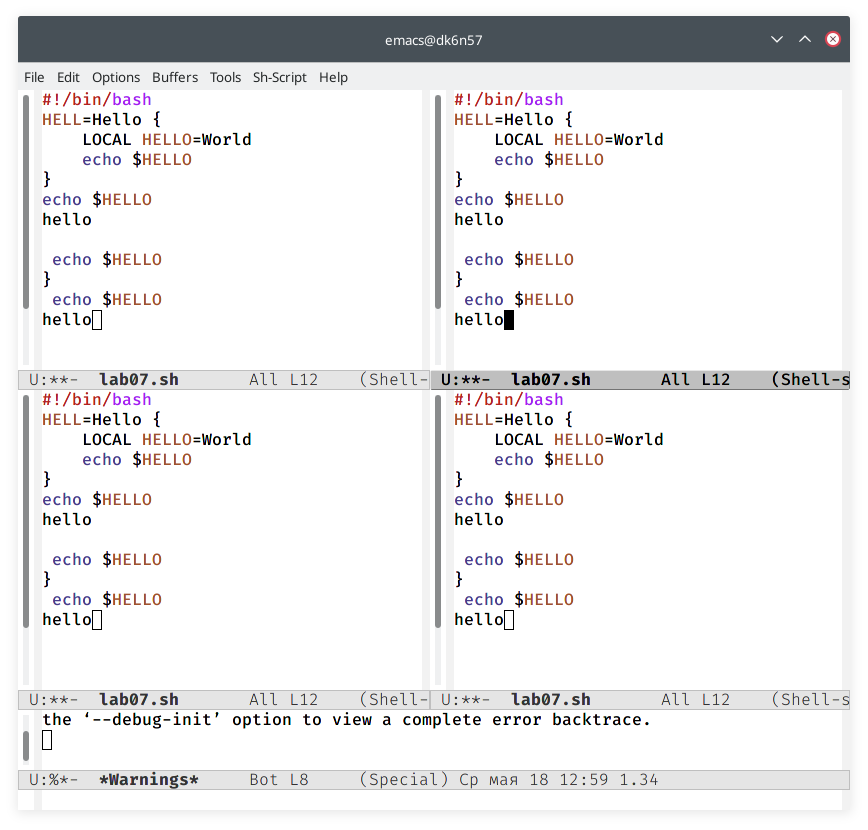 emacs@dk6n57
File Edit Options Buffers Tools Sh-Script Help
#!/bin/bash
HELL=Hello {
    LOCAL HELLO=World
    echo $HELLO
}
echo $HELLO
hello

 echo $HELLO
}
 echo $HELLO
hello
U:**-  lab07.sh       All L12    (Shell-
#!/bin/bash
HELL=Hello {
    LOCAL HELLO=World
    echo $HELLO
}
echo $HELLO
hello

 echo $HELLO
}
 echo $HELLO
hello
U:**-  lab07.sh       All L12    (Shell-s
#!/bin/bash
HELL=Hello {
    LOCAL HELLO=World
    echo $HELLO
}
echo $HELLO
hello

 echo $HELLO
}
 echo $HELLO
hello
U:**-  lab07.sh       All L12    (Shell-
#!/bin/bash
HELL=Hello {
    LOCAL HELLO=World
    echo $HELLO
}
echo $HELLO
hello

 echo $HELLO
}
 echo $HELLO
hello
U:**-  lab07.sh       All L12    (Shell-s
the ‘--debug-init’ option to view a complete error backtrace.
U:%*-  *Warnings*     Bot L8     (Special) Ср мая 18 12:59 1.34